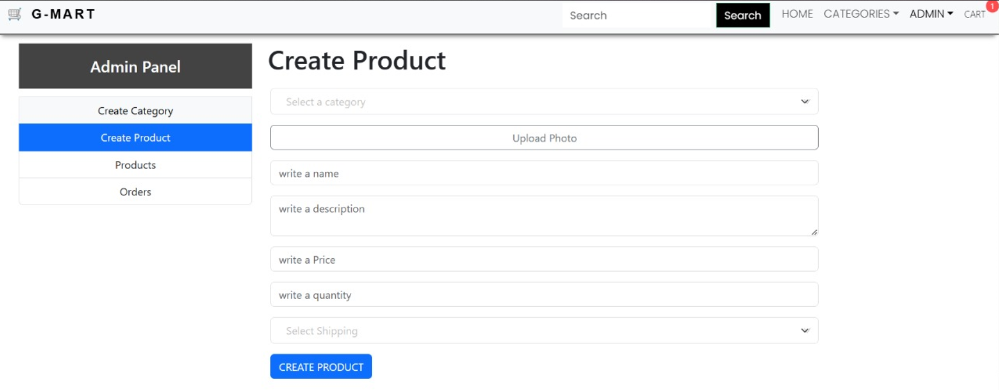 G-MART
Search Search HOME CATEGORIES ADMIN CART 1
Admin Panel
Create Category
Create Product
Products
Orders
Create Product
Select a category
Upload Photo
write a name
write a description
write a Price
write a quantity
Select Shipping
CREATE PRODUCT